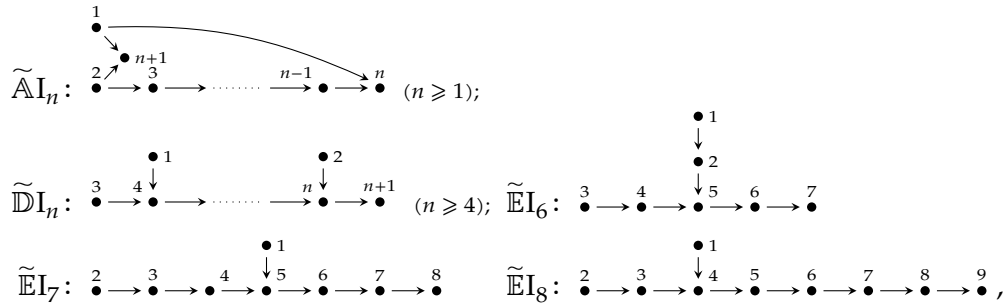 1
n+1
2 3 n−1 n
𝔸̃I_n: (n ⩾ 1);
1
1 2 2
3 4 n n+1 3 4 5 6 7
𝔻̃I_n: (n ⩾ 4); 𝔼̃I_6:
1 1
2 3 4 5 6 7 8 2 3 4 5 6 7 8 9
𝔼̃I_7: 𝔼̃I_8: ,